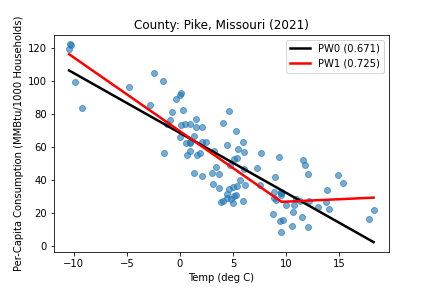 County: Pike, Missouri (2021)
Per-Capita Consumption (MMBtu/1000 Households)
120
100
80
60
40
20
0
PW0 (0.671)
PW1 (0.725)
−10 −5 0 5 10 15
Temp (deg C)